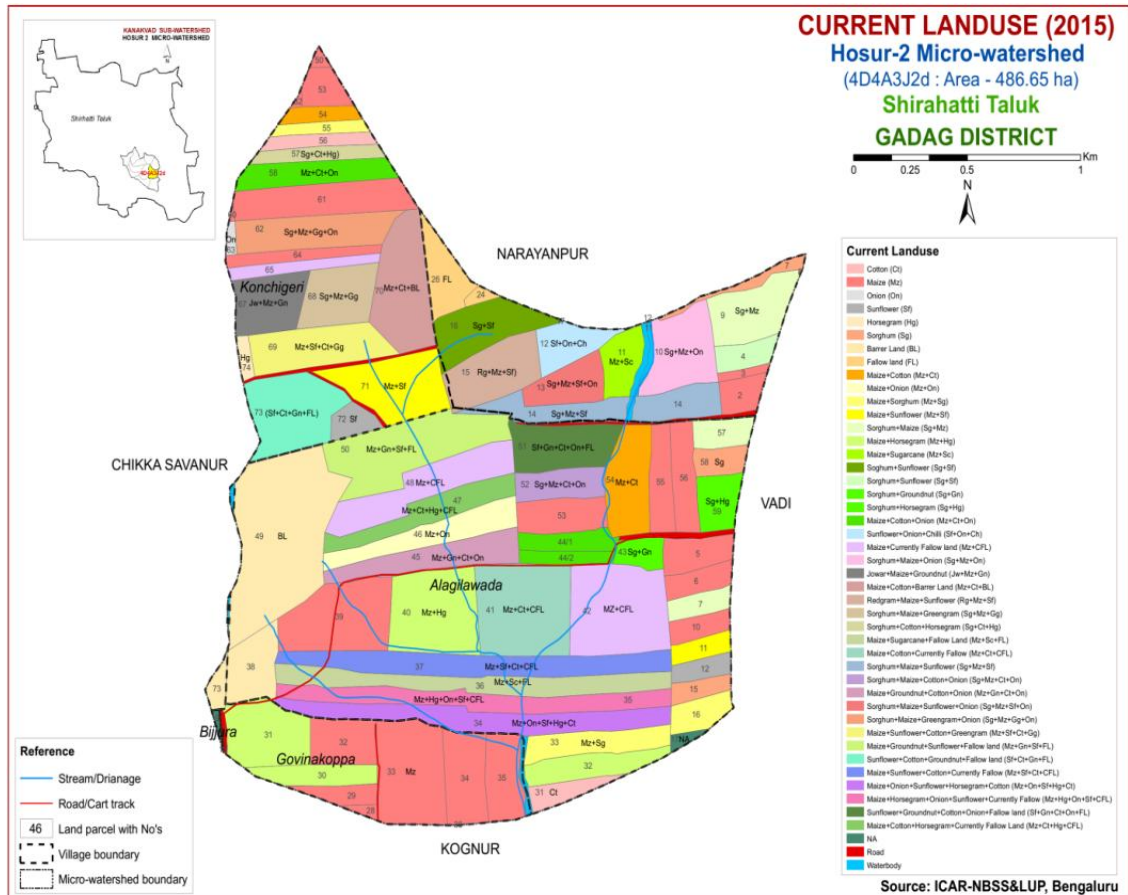 KANAKVAD SUB-WATERSHED
HOSUR 2 MICRO-WATERSHED
N
Shirhatti Taluk
4D4A3J2d
CURRENT LANDUSE (2015)
Hosur-2 Micro-watershed
(4D4A3J2d : Area - 486.65 ha)
Shirahatti Taluk
GADAG DISTRICT
Km
0 0.25 0.5 1
N
53
54
55
56
57 Sg+Ct+Hg)
58 Mz+Ct+On
61
62 Sg+Mz+Gg+On
On
63
64
65
Konchigeri
67 Jw+Mz+Gn
68 Sg+Mz+Gg
70 Mz+Ct+BL
69 Mz+Sf+Ct+Gg
Hg
74
71 Mz+Sf
73 (Sf+Ct+Gn+FL)
72 Sf
NARAYANPUR
26 FL
24
16 Sg+Sf
15 Rg+Mz+Sf)
12 Sf+On+Ch
13 Sg+Mz+Sf+On
11
Mz+Sc
10 Sg+Mz+On
9 Sg+Mz
7
4
3
2
14 Sg+Mz+Sf 14
CHIKKA SAVANUR
VADI
50 Mz+Gn+Sf+FL
48 Mz+CFL
47
Mz+Ct+Hg+CFL
46 Mz+On
45 Mz+Gn+Ct+On
49 BL
51 Sf+Gn+Ct+On+FL
52 Sg+Mz+Ct+On
53
54 Mz+Ct
55
56
57
58 Sg
Sg+Hg
59
44/1
44/2
43 Sg+Gn
Alagilawada
39
40
Mz+Hg
41 Mz+Ct+CFL
42 MZ+CFL
5
6
7
10
11
12
15
16
NA
38
37 Mz+Sf+Ct+CFL
Mz+Sc+FL
36
Mz+Hg+On+Sf+CFL 35
34 Mz+On+Sf+Hg+Ct
73
Bijjura
Govinakoppa
31
32
30
29
28
33 Mz
34
35
33 Mz+Sg
32
31 Ct
KOGNUR
Reference
Stream/Drianage
Road/Cart track
46 Land parcel with No's
Village boundary
Micro-watershed boundary
Current Landuse
Cotton (Ct)
Maize (Mz)
Onion (On)
Sunflower (Sf)
Horsegram (Hg)
Sorghum (Sg)
Barrer Land (BL)
Fallow land (FL)
Maize+Cotton (Mz+Ct)
Maize+Onion (Mz+On)
Maize+Sorghum (Mz+Sg)
Maize+Sunflower (Mz+Sf)
Sorghum+Maize (Sg+Mz)
Maize+Horsegram (Mz+Hg)
Maize+Sugarcane (Mz+Sc)
Soghum+Sunflower (Sg+Sf)
Sorghum+Sunflower (Sg+Sf)
Sorghum+Groundnut (Sg+Gn)
Sorghum+Horsegram (Sg+Hg)
Maize+Cotton+Onion (Mz+Ct+On)
Sunflower+Onion+Chilli (Sf+On+Ch)
Maize+Currently Fallow land (Mz+CFL)
Sorghum+Maize+Onion (Sg+Mz+On)
Jowar+Maize+Groundnut (Jw+Mz+Gn)
Maize+Cotton+Barrer Land (Mz+Ct+BL)
Redgram+Maize+Sunflower (Rg+Mz+Sf)
Sorghum+Maize+Greengram (Sg+Mz+Gg)
Sorghum+Cotton+Horsegram (Sg+Ct+Hg)
Maize+Sugarcane+Fallow Land (Mz+Sc+FL)
Maize+Cotton+Currently Fallow (Mz+Ct+CFL)
Sorghum+Maize+Sunflower (Sg+Mz+Sf)
Sorghum+Maize+Cotton+Onion (Sg+Mz+Ct+On)
Maize+Groundnut+Cotton+Onion (Mz+Gn+Ct+On)
Sorghum+Maize+Sunflower+Onion (Sg+Mz+Sf+On)
Sorghun+Maize+Greengram+Onion (Sg+Mz+Gg+On)
Maize+Sunflower+Cotton+Greengram (Mz+Sf+Ct+Gg)
Maize+Groundnut+Sunflower+Fallow land (Mz+Gn+Sf+FL)
Sunflower+Cotton+Groundnut+Fallow land (Sf+Ct+Gn+FL)
Maize+Sunflower+Cotton+Currently Fallow (Mz+Sf+Ct+CFL)
Maize+Onion+Sunflower+Horsegram+Cotton (Mz+On+Sf+Hg+Ct)
Maize+Horsegram+Onion+Sunflower+Currently Fallow (Mz+Hg+On+Sf+CFL)
Sunflower+Groundnut+Cotton+Onion+Fallow land (Sf+Gn+Ct+On+FL)
Maize+Cotton+Horsegram+Currently Fallow Land (Mz+Ct+Hg+CFL)
NA
Road
Waterbody
Source: ICAR-NBSS&LUP, Bengaluru